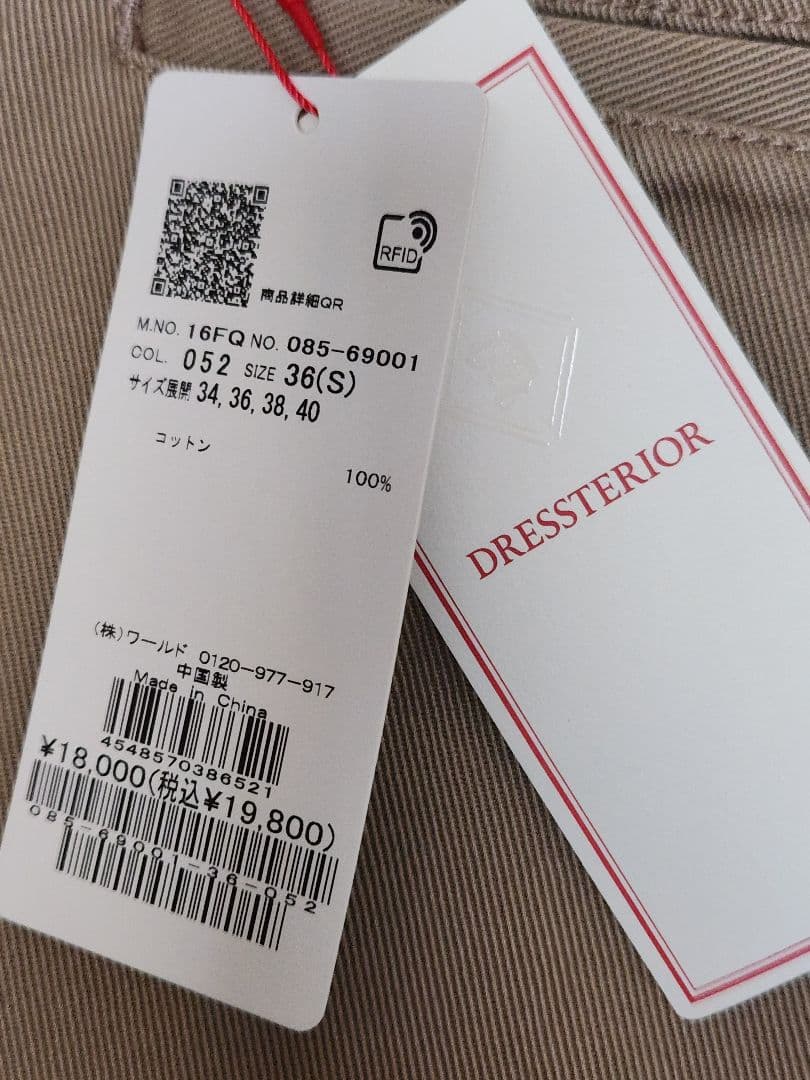 RFID
商品詳細QR
M.NO. 16FQ NO. 085-69001
COL. 052 SIZE 36(S)
サイズ展開 34, 36, 38, 40
コットン
100%
(株)ワールド 0120-977-917
中国製
Made in China
4548570386521
¥18,000(税込¥19,800)
085-69001-36-052
DRESSTERIOR